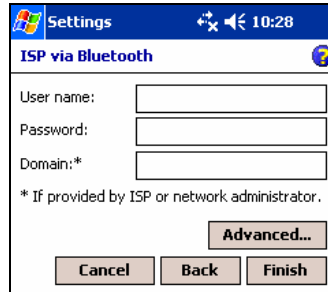 Settings 10:28
ISP via Bluetooth ?
User name:
Password:
Domain:*
* If provided by ISP or network administrator.
Advanced...
Cancel Back Finish